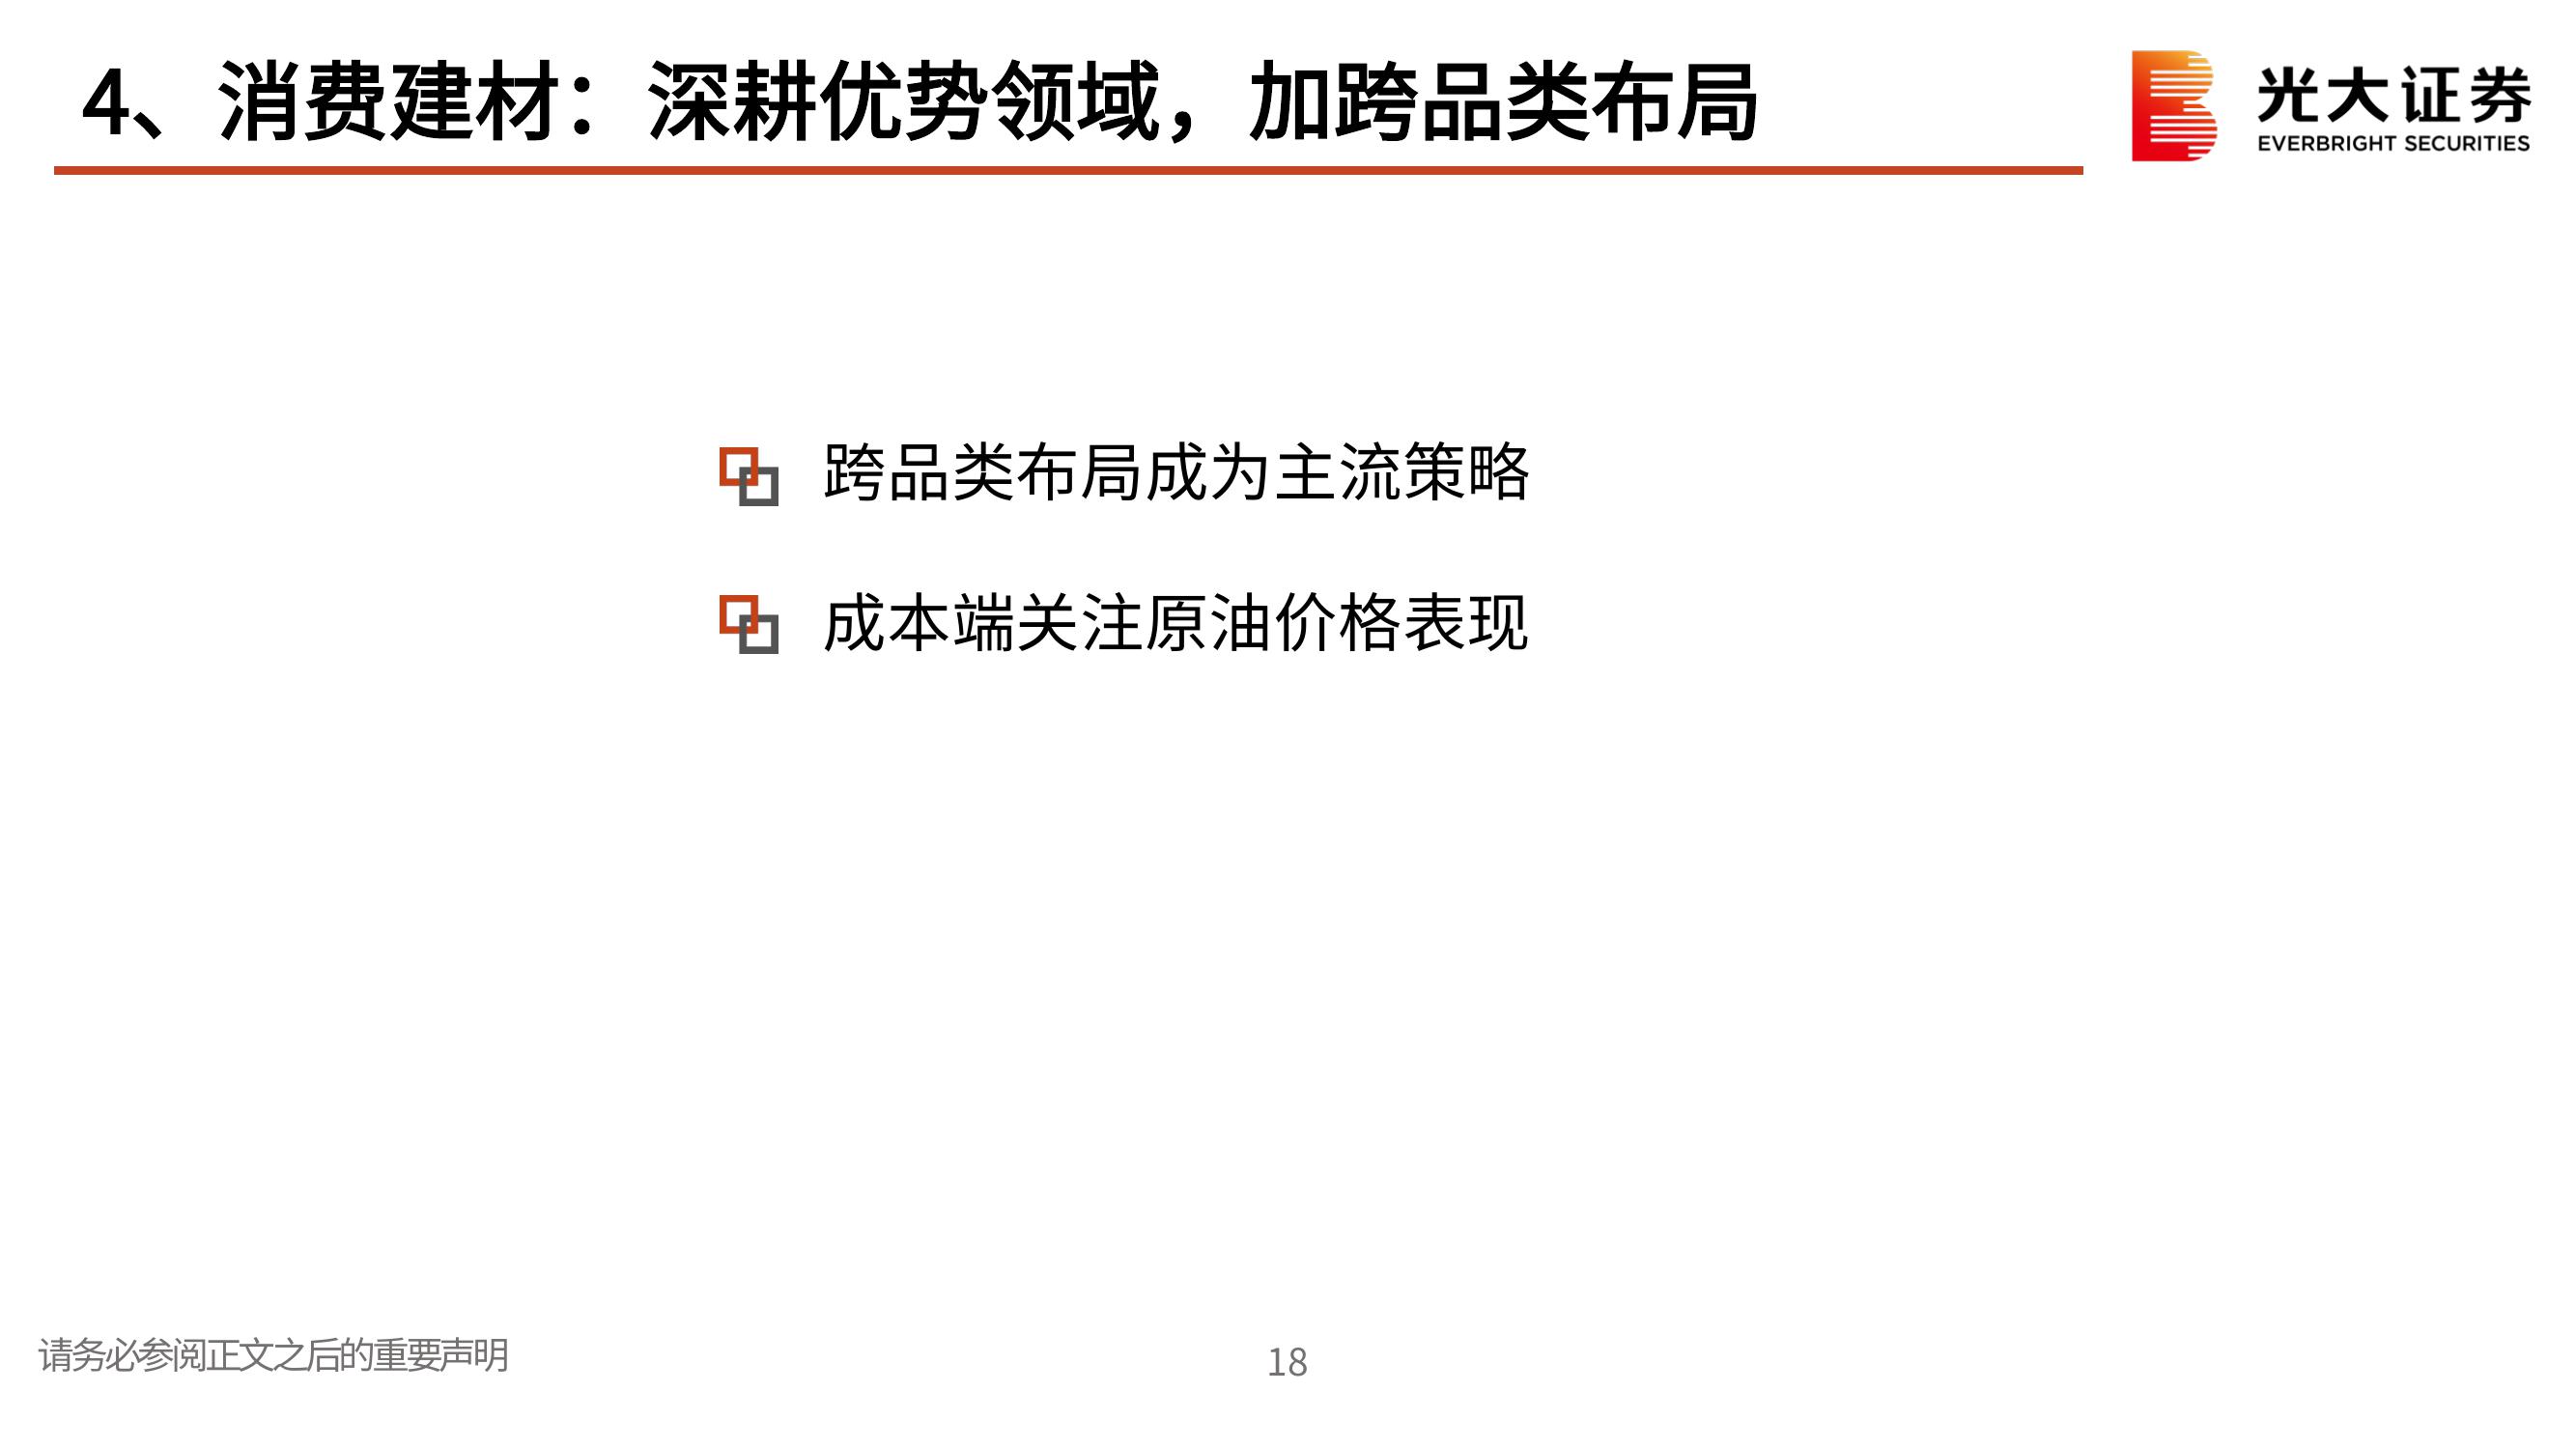 4、消费建材：深耕优势领域，加跨品类布局
光大证券
EVERBRIGHT SECURITIES
跨品类布局成为主流策略
成本端关注原油价格表现
请务必参阅正文之后的重要声明
18